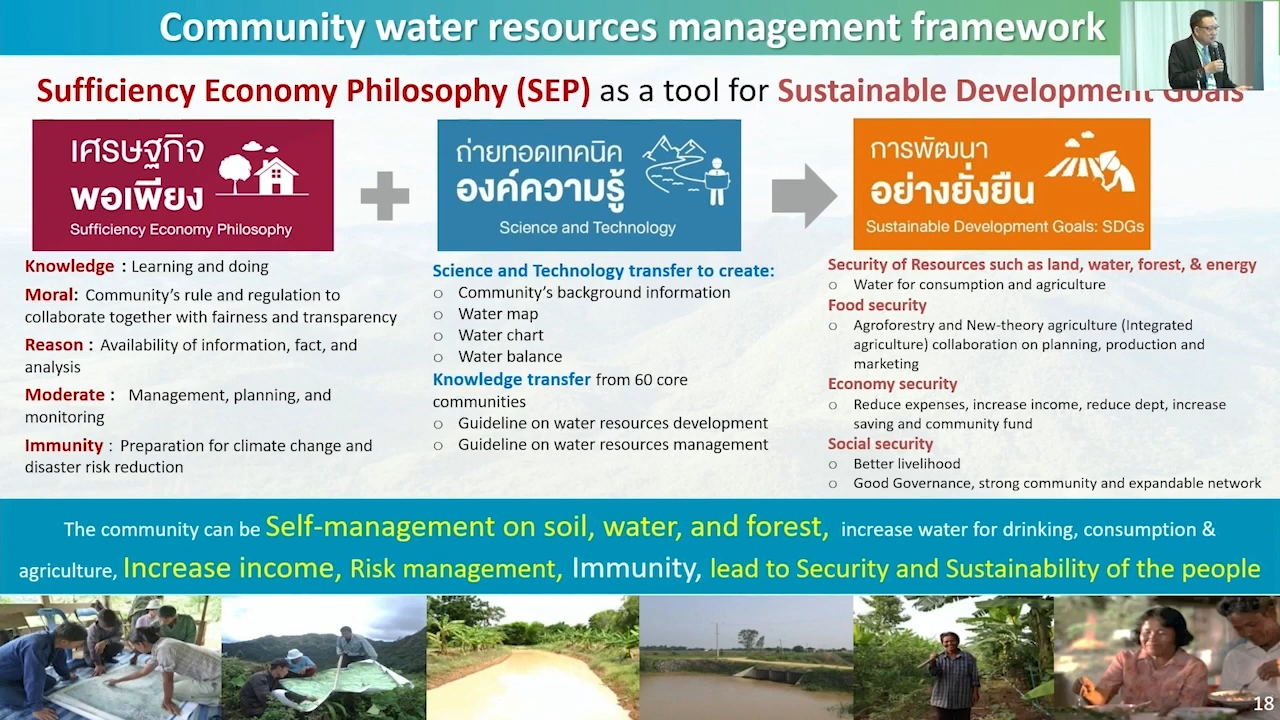 Community water resources management framework
Sufficiency Economy Philosophy (SEP) as a tool for Sustainable Development Goals
เศรษฐกิจ
พอเพียง
Sufficiency Economy Philosophy
ถ่ายทอดเทคนิค
องค์ความรู้
Science and Technology
การพัฒนา
อย่างยั่งยืน
Sustainable Development Goals: SDGs
Knowledge : Learning and doing
Moral: Community's rule and regulation to
collaborate together with fairness and transparency
Reason : Availability of information, fact, and
analysis
Moderate : Management, planning, and
monitoring
Immunity : Preparation for climate change and
disaster risk reduction
Science and Technology transfer to create:
○ Community's background information
○ Water map
○ Water chart
○ Water balance
Knowledge transfer from 60 core
communities
○ Guideline on water resources development
○ Guideline on water resources management
Security of Resources such as land, water, forest, & energy
○ Water for consumption and agriculture
Food security
○ Agroforestry and New-theory agriculture (Integrated
agriculture) collaboration on planning, production and
marketing
Economy security
○ Reduce expenses, increase income, reduce dept, increase
saving and community fund
Social security
○ Better livelihood
○ Good Governance, strong community and expandable network
The community can be Self-management on soil, water, and forest, increase water for drinking, consumption &
agriculture, Increase income, Risk management, Immunity, lead to Security and Sustainability of the people
18